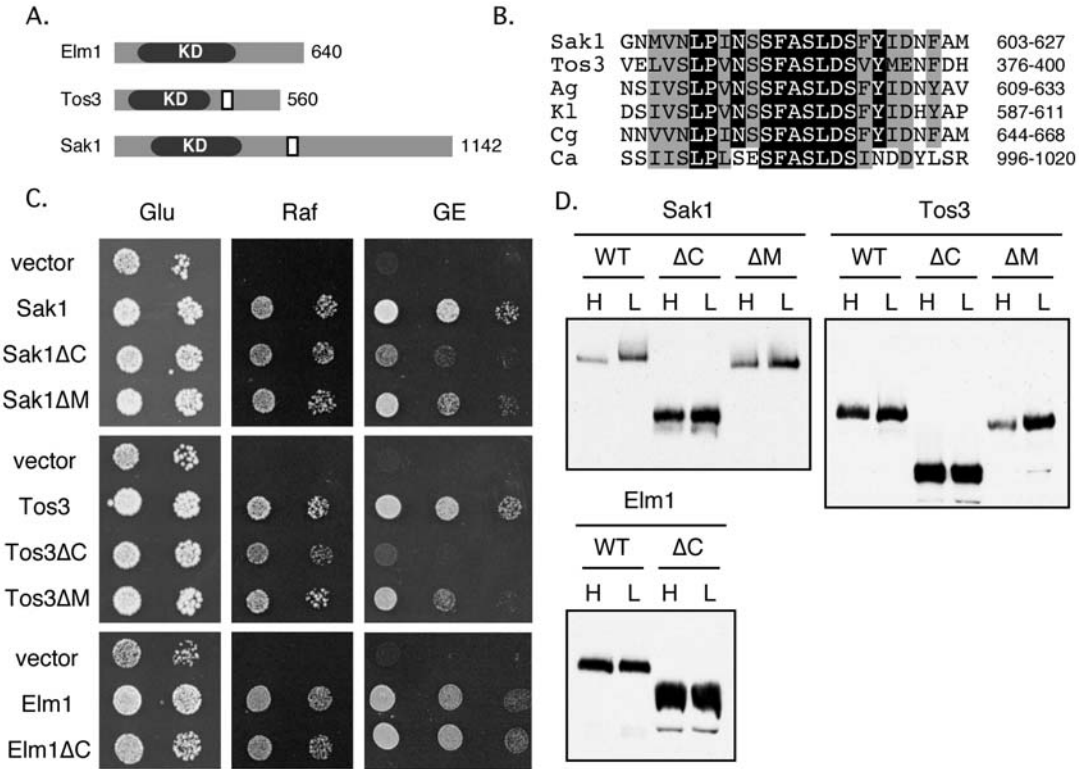 A.
Elm1 KD 640
Tos3 KD 560
Sak1 KD 1142
B.
Sak1 GNMVNLPINSSFASLDSFYIDNFAM 603-627
Tos3 VELVSLPVNSSFASLDSVYMENFDH 376-400
Ag NSIVSLPINSSFASLDSFYIDNYAV 609-633
Kl DSIVSLPINSSFASLDSFYIDHYAP 587-611
Cg NNVVNLPINSSFASLDSFYIDNFAM 644-668
Ca SSIISLPLSESFASLDSINDDYLSR 996-1020
C.
Glu Raf GE
vector
Sak1
Sak1ΔC
Sak1ΔM
vector
Tos3
Tos3ΔC
Tos3ΔM
vector
Elm1
Elm1ΔC
D.
Sak1
WT ΔC ΔM
H L H L H L
Tos3
WT ΔC ΔM
H L H L H L
Elm1
WT ΔC
H L H L